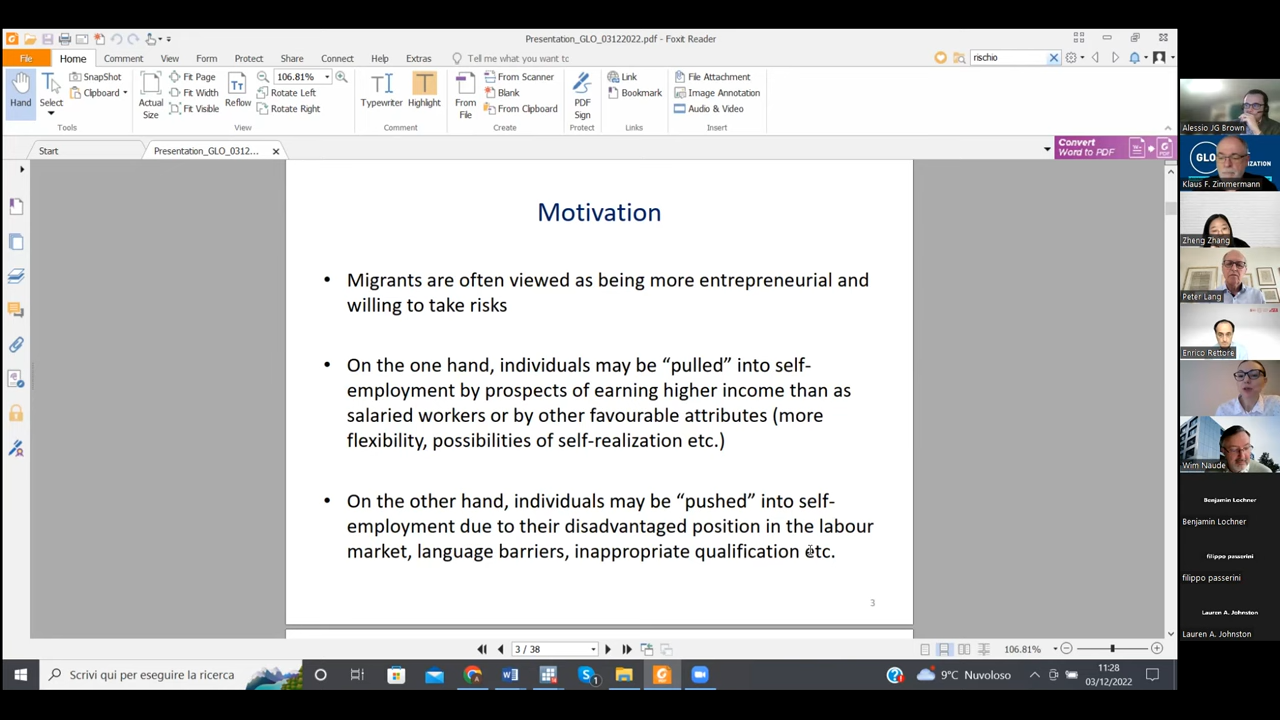 Presentation_GLO_03122022.pdf - Foxit Reader
File
Home
Comment
View
Form
Protect
Share
Connect
Help
Extras
Tell me what you want tc
rischio
Hand
Select
SnapShot
Clipboard
Tools
Actual
Size
Fit Page
Fit Width
Fit Visible
Reflow
106.81%
Rotate Left
Rotate Right
View
Typewriter
Highlight
Comment
From
File
From Scanner
Blank
From Clipboard
Create
PDF
Sign
Protect
Link
Bookmark
Links
File Attachment
Image Annotation
Audio & Video
Insert
Start
Presentation_GLO_0312...
Convert
Word to PDF
Motivation
• Migrants are often viewed as being more entrepreneurial and
willing to take risks
• On the one hand, individuals may be “pulled” into self-
employment by prospects of earning higher income than as
salaried workers or by other favourable attributes (more
flexibility, possibilities of self-realization etc.)
• On the other hand, individuals may be “pushed” into self-
employment due to their disadvantaged position in the labour
market, language barriers, inappropriate qualification etc.
3
3 / 38
106.81%
Scrivi qui per eseguire la ricerca
1
9°C Nuvoloso
11:28
03/12/2022
Alessio JG Brown
GLO
IZATION
Klaus F. Zimmermann
Zheng Zhang
Peter Lang
Enrico Rettore
Wim Naude
Benjamin Lochner
Benjamin Lochner
filippo passerini
filippo passerini
Lauren A. Johnston
Lauren A. Johnston